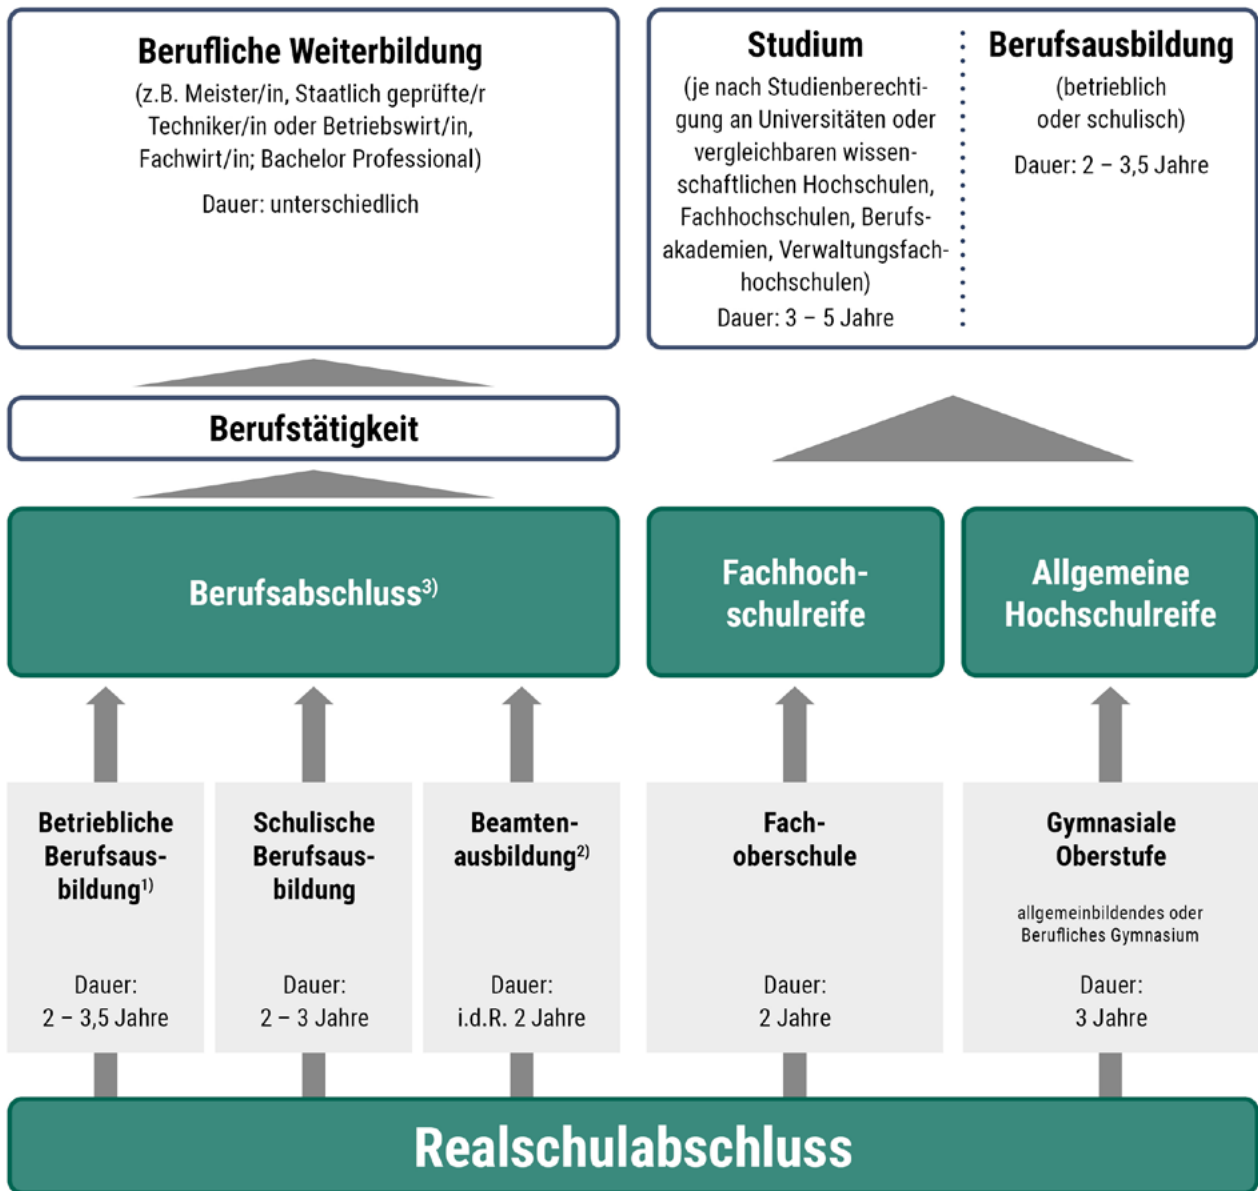 Berufliche Weiterbildung
(z.B. Meister/in, Staatlich geprüfte/r
Techniker/in oder Betriebswirt/in,
Fachwirt/in; Bachelor Professional)
Dauer: unterschiedlich
Studium
(je nach Studienberechti-
gung an Universitäten oder
vergleichbaren wissen-
schaftlichen Hochschulen,
Fachhochschulen, Berufs-
akademien, Verwaltungsfach-
hochschulen)
Dauer: 3 – 5 Jahre
Berufsausbildung
(betrieblich
oder schulisch)
Dauer: 2 – 3,5 Jahre
Berufstätigkeit
Berufsabschluss³⁾
Fachhoch-
schulreife
Allgemeine
Hochschulreife
Betriebliche
Berufsaus-
bildung¹⁾
Dauer:
2 – 3,5 Jahre
Schulische
Berufsaus-
bildung
Dauer:
2 – 3 Jahre
Beamten-
ausbildung²⁾
Dauer:
i.d.R. 2 Jahre
Fach-
oberschule
Dauer:
2 Jahre
Gymnasiale
Oberstufe
allgemeinbildendes oder
Berufliches Gymnasium
Dauer:
3 Jahre
Realschulabschluss